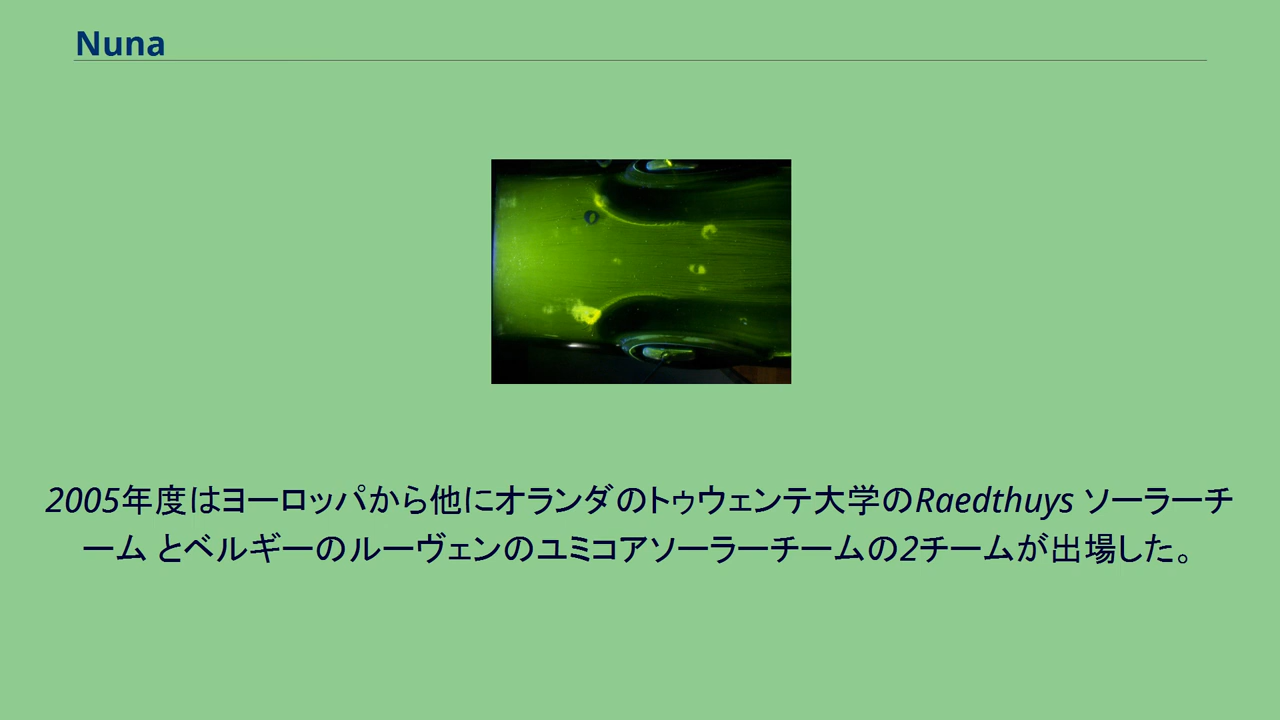 Nuna
2005年度はヨーロッパから他にオランダのトゥウェンテ大学のRaedthuys ソーラーチ
ーム とベルギーのルーヴェンのユミコアソーラーチームの2チームが出場した。